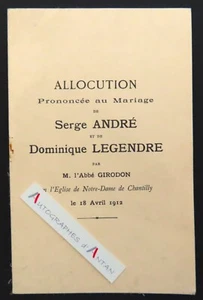 ALLOCUTION
Prononcée au Mariage
DE
Serge ANDRÉ
ET DE
Dominique LEGENDRE
PAR
M. l'Abbé GIRODON
l'Eglise de Notre-Dame de Chantilly
le 18 Avril 1912
AUTOGRAPHES D'ANTAN